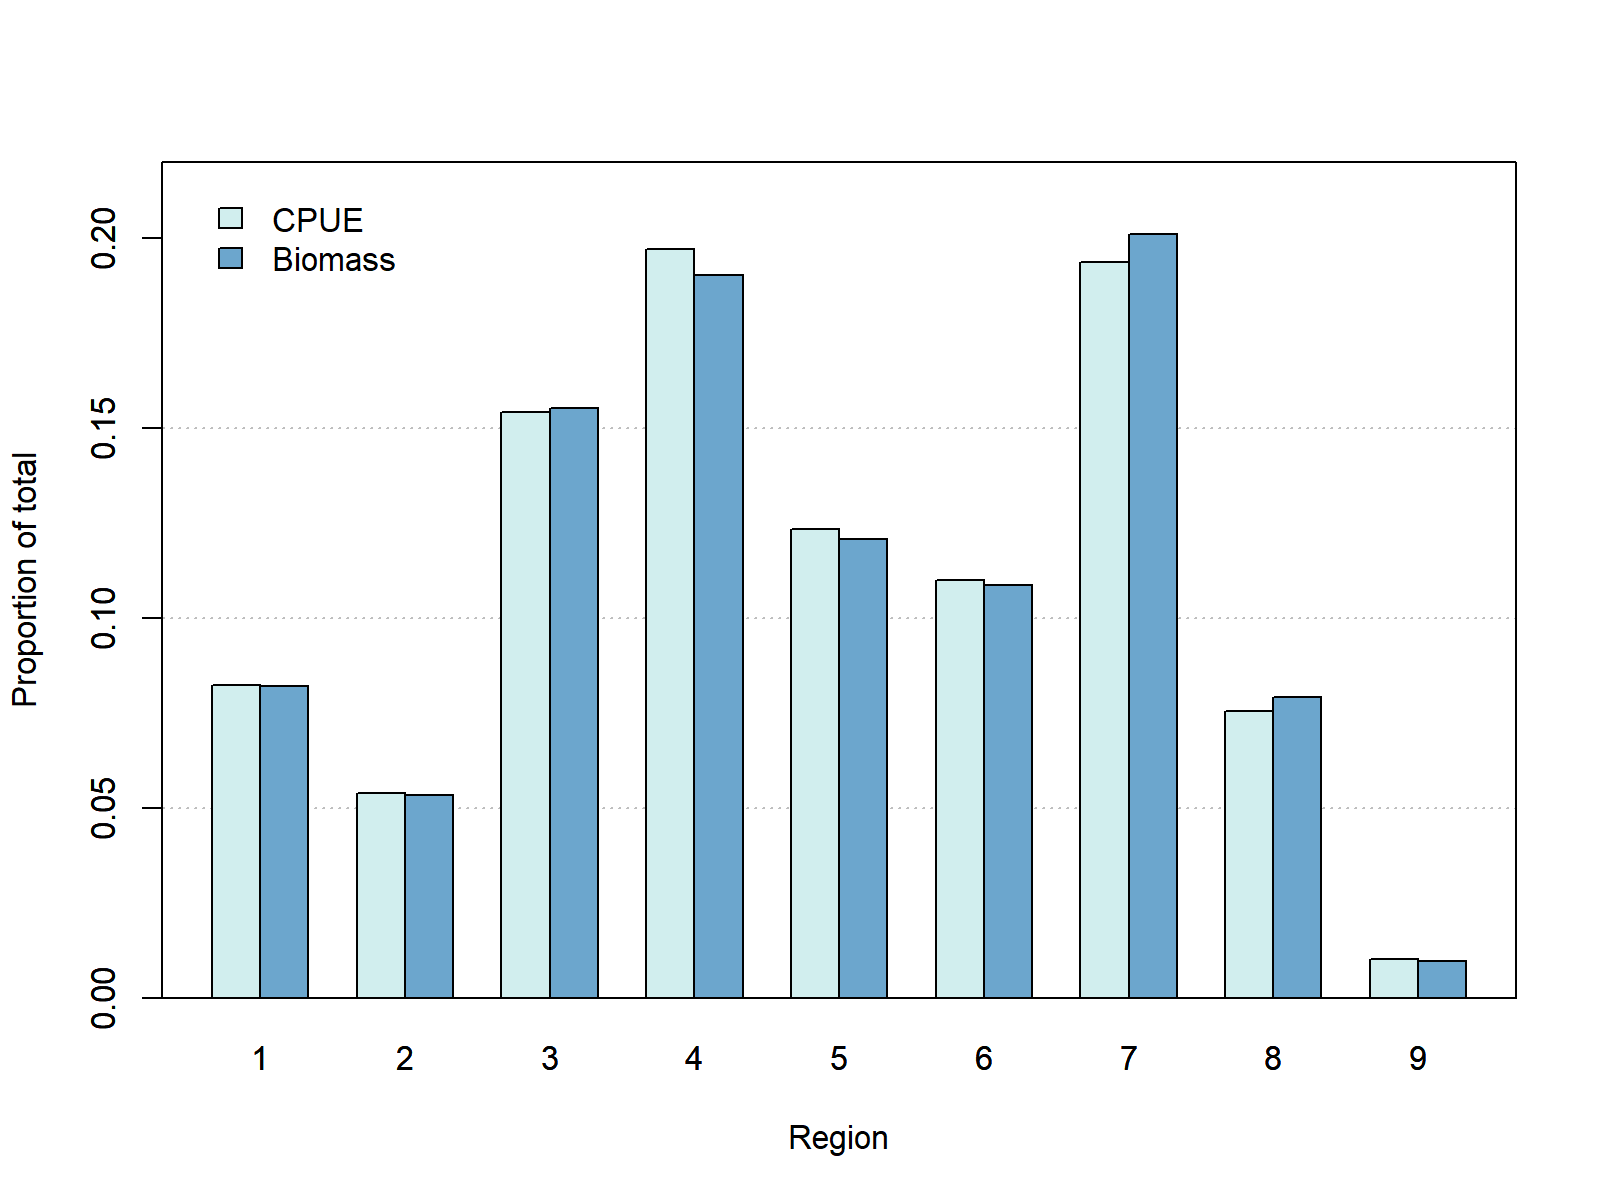 CPUE
Biomass
Proportion of total
0.20
0.15
0.10
0.05
0.00
1 2 3 4 5 6 7 8 9
Region